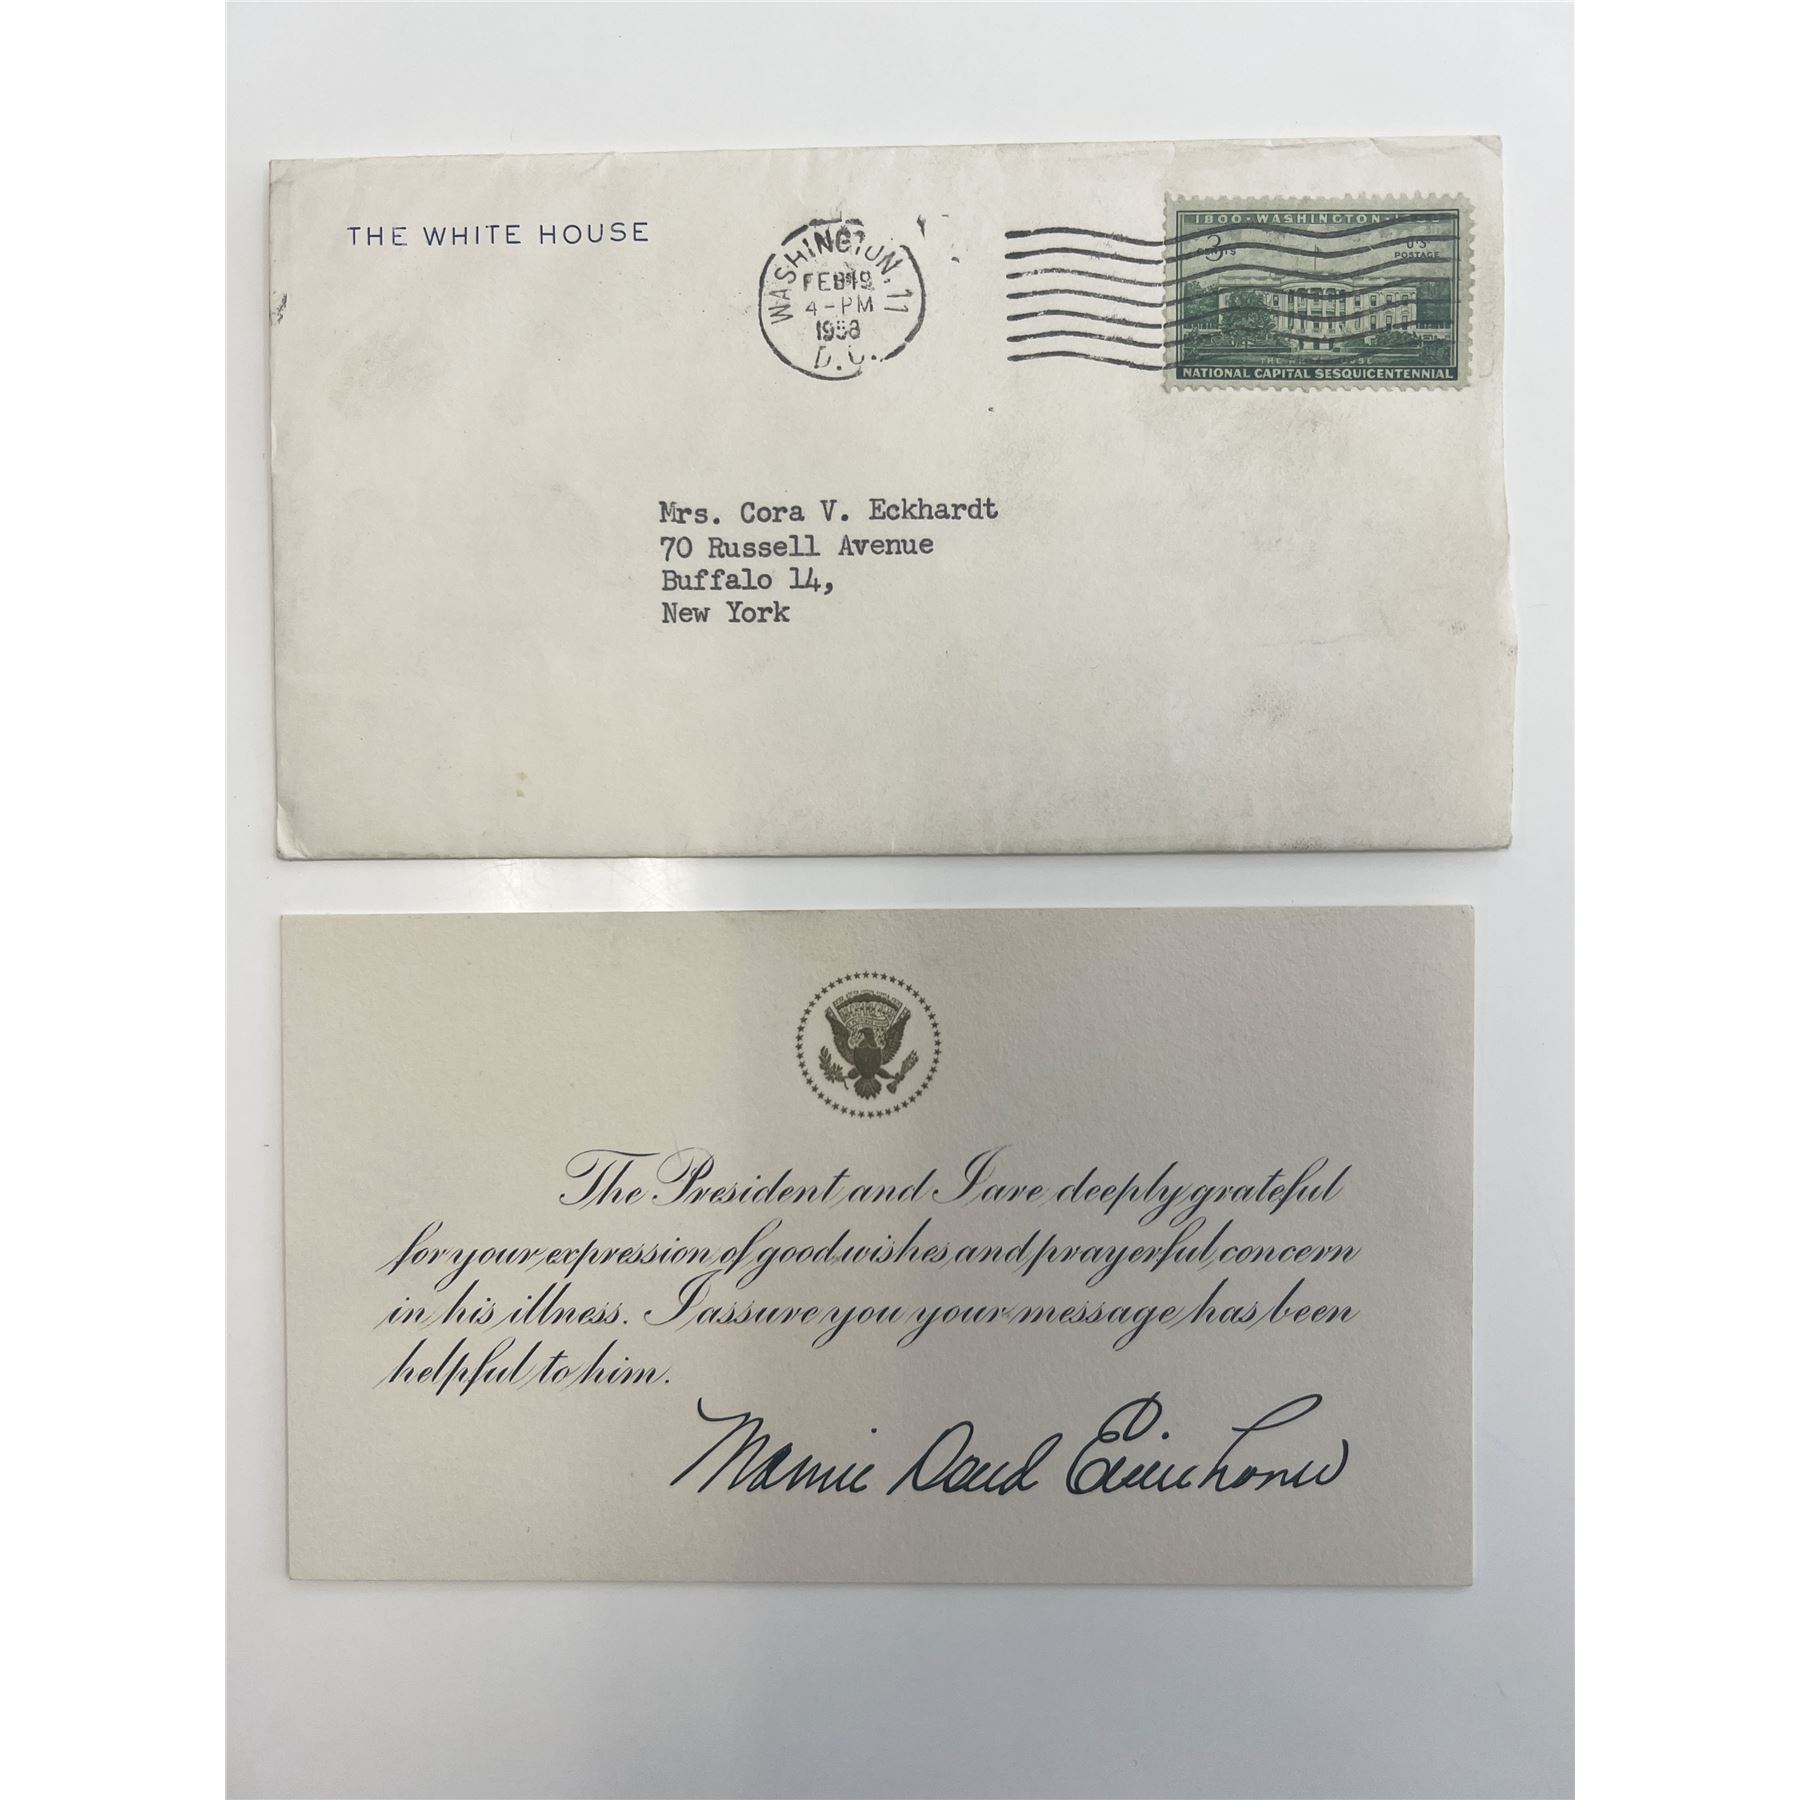 THE WHITE HOUSE
WASHINGTON, 11
FEB 19
4-PM
1958
D.C.
1800·WASHINGTON·
3 CENTS
U.S. POSTAGE
THE WHITE HOUSE
NATIONAL CAPITAL SESQUICENTENNIAL
Mrs. Cora V. Eckhardt
70 Russell Avenue
Buffalo 14,
New York
The President and I are deeply grateful
for your expression of good wishes and prayerful concern
in his illness. I assure you your message has been
helpful to him.
Mamie Doud Eisenhower